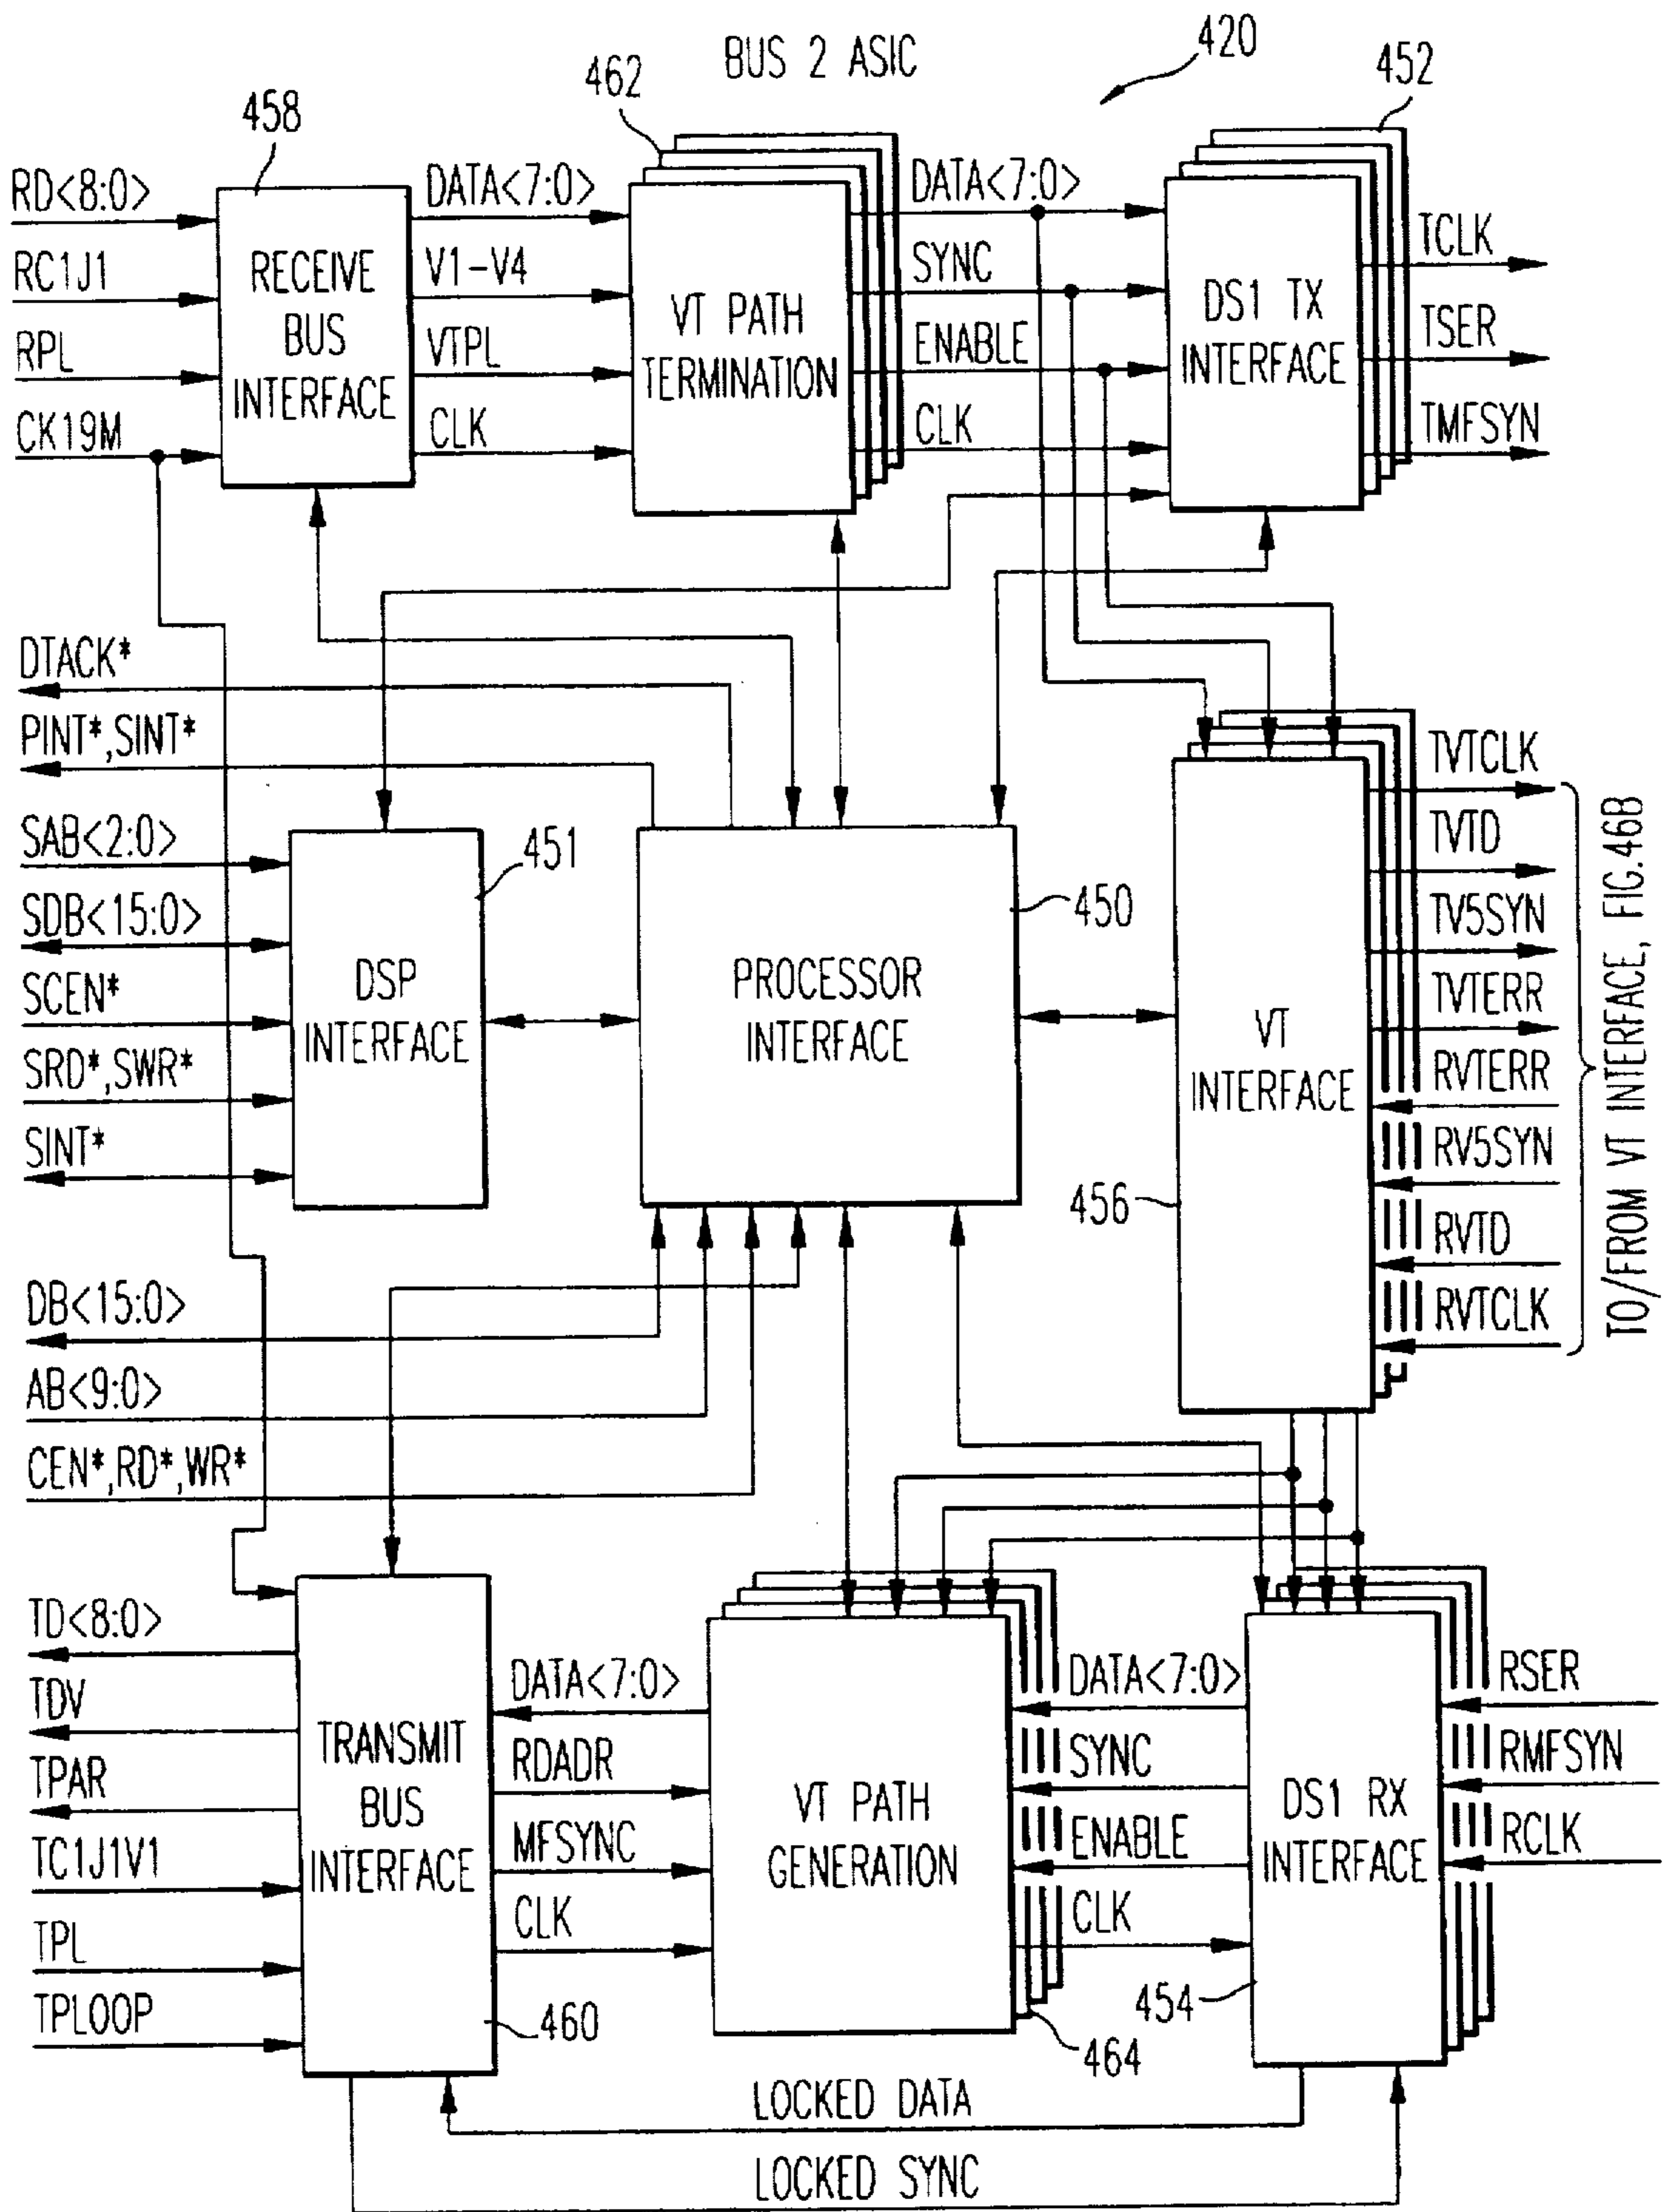 BUS 2 ASIC
420
458
462
452
RD<8:0>
RC1J1
RPL
CK19M
RECEIVE
BUS
INTERFACE
DATA<7:0>
V1-V4
VTPL
CLK
VT PATH
TERMINATION
DATA<7:0>
SYNC
ENABLE
CLK
DS1 TX
INTERFACE
TCLK
TSER
TMFSYN
DTACK*
PINT*,SINT*
SAB<2:0>
SDB<15:0>
SCEN*
SRD*,SWR*
SINT*
DSP
INTERFACE
451
PROCESSOR
INTERFACE
450
VT
INTERFACE
456
TVTCLK
TVTD
TV5SYN
TVTERR
RVTERR
RV5SYN
RVTD
RVTCLK
TO/FROM VT INTERFACE, FIG.46B
DB<15:0>
AB<9:0>
CEN*,RD*,WR*
TD<8:0>
TDV
TPAR
TC1J1V1
TPL
TPLOOP
TRANSMIT
BUS
INTERFACE
460
DATA<7:0>
RDADR
MFSYNC
CLK
VT PATH
GENERATION
464
DATA<7:0>
SYNC
ENABLE
CLK
DS1 RX
INTERFACE
454
RSER
RMFSYN
RCLK
LOCKED DATA
LOCKED SYNC